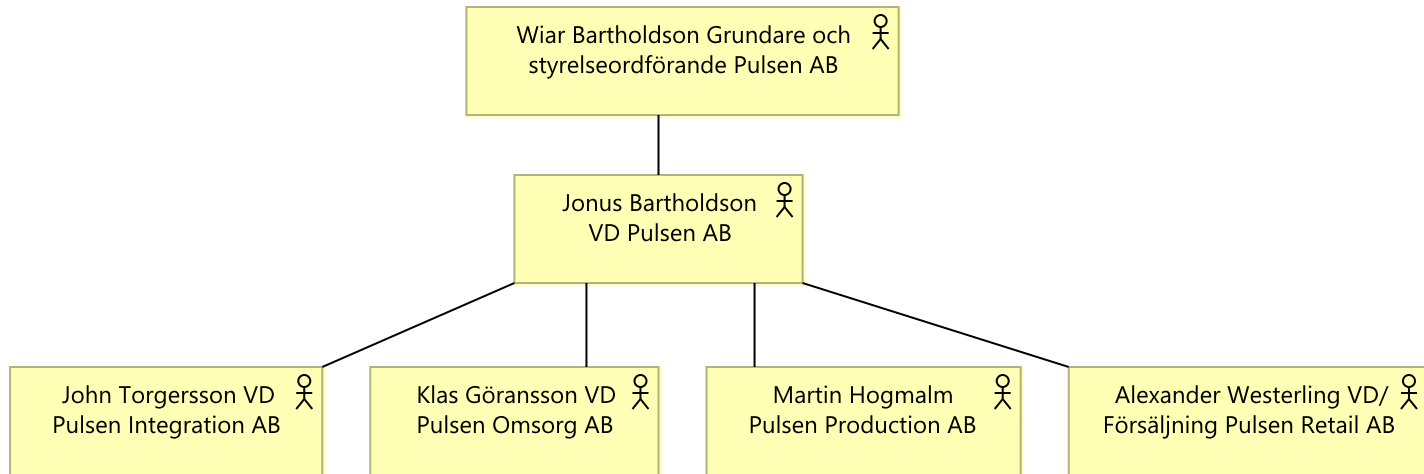 Wiar Bartholdson Grundare och
styrelseordförande Pulsen AB
Jonus Bartholdson
VD Pulsen AB
John Torgersson VD
Pulsen Integration AB
Klas Göransson VD
Pulsen Omsorg AB
Martin Hogmalm
Pulsen Production AB
Alexander Westerling VD/
Försäljning Pulsen Retail AB